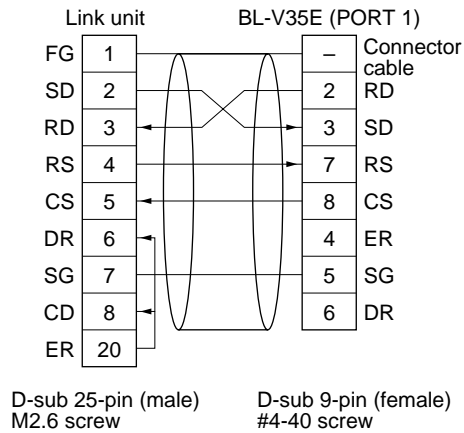 Link unit BL-V35E (PORT 1)
FG 1 – Connector cable
SD 2 2 RD
RD 3 3 SD
RS 4 7 RS
CS 5 8 CS
DR 6 4 ER
SG 7 5 SG
CD 8 6 DR
ER 20
D-sub 25-pin (male) D-sub 9-pin (female)
M2.6 screw #4-40 screw